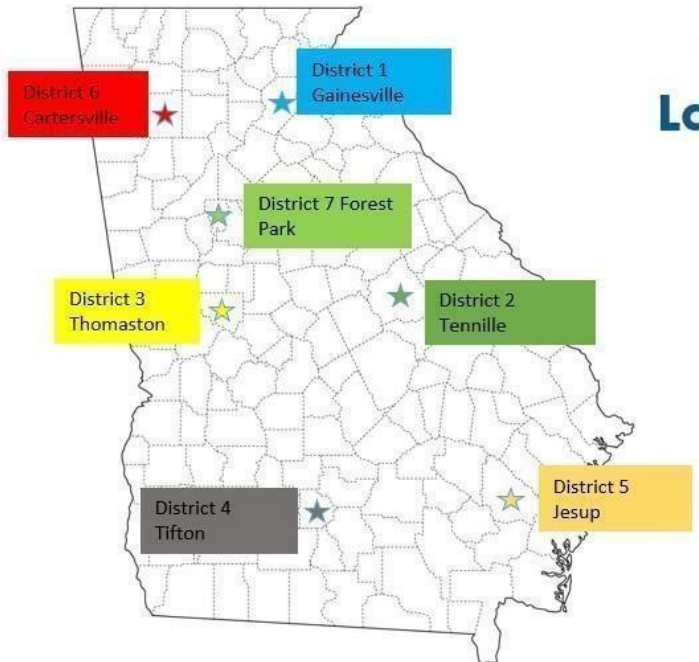 District 1
Gainesville
District 6
Cartersville
Lo
District 7 Forest
Park
District 3
Thomaston
District 2
Tennille
District 4
Tifton
District 5
Jesup